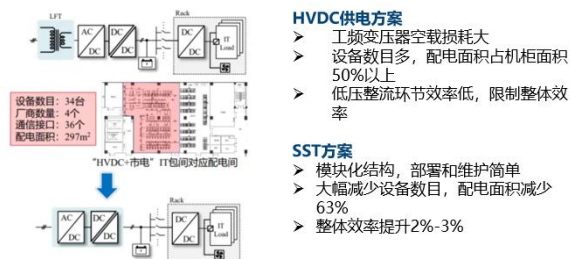 LFT
AC
DC
DC
DC
Rack
DC
DC
IT
Load
设备数目：34台
厂商数量：4个
通信接口：36个
配电面积：297m²
“HVDC+市电” IT包间对应配电间
AC
DC
DC
DC
Rack
DC
DC
IT
Load
HVDC供电方案
➤ 工频变压器空载损耗大
➤ 设备数目多，配电面积占机柜面积
50%以上
➤ 低压整流环节效率低，限制整体效
率
SST方案
➤ 模块化结构，部署和维护简单
➤ 大幅减少设备数目，配电面积减少
63%
➤ 整体效率提升2%-3%